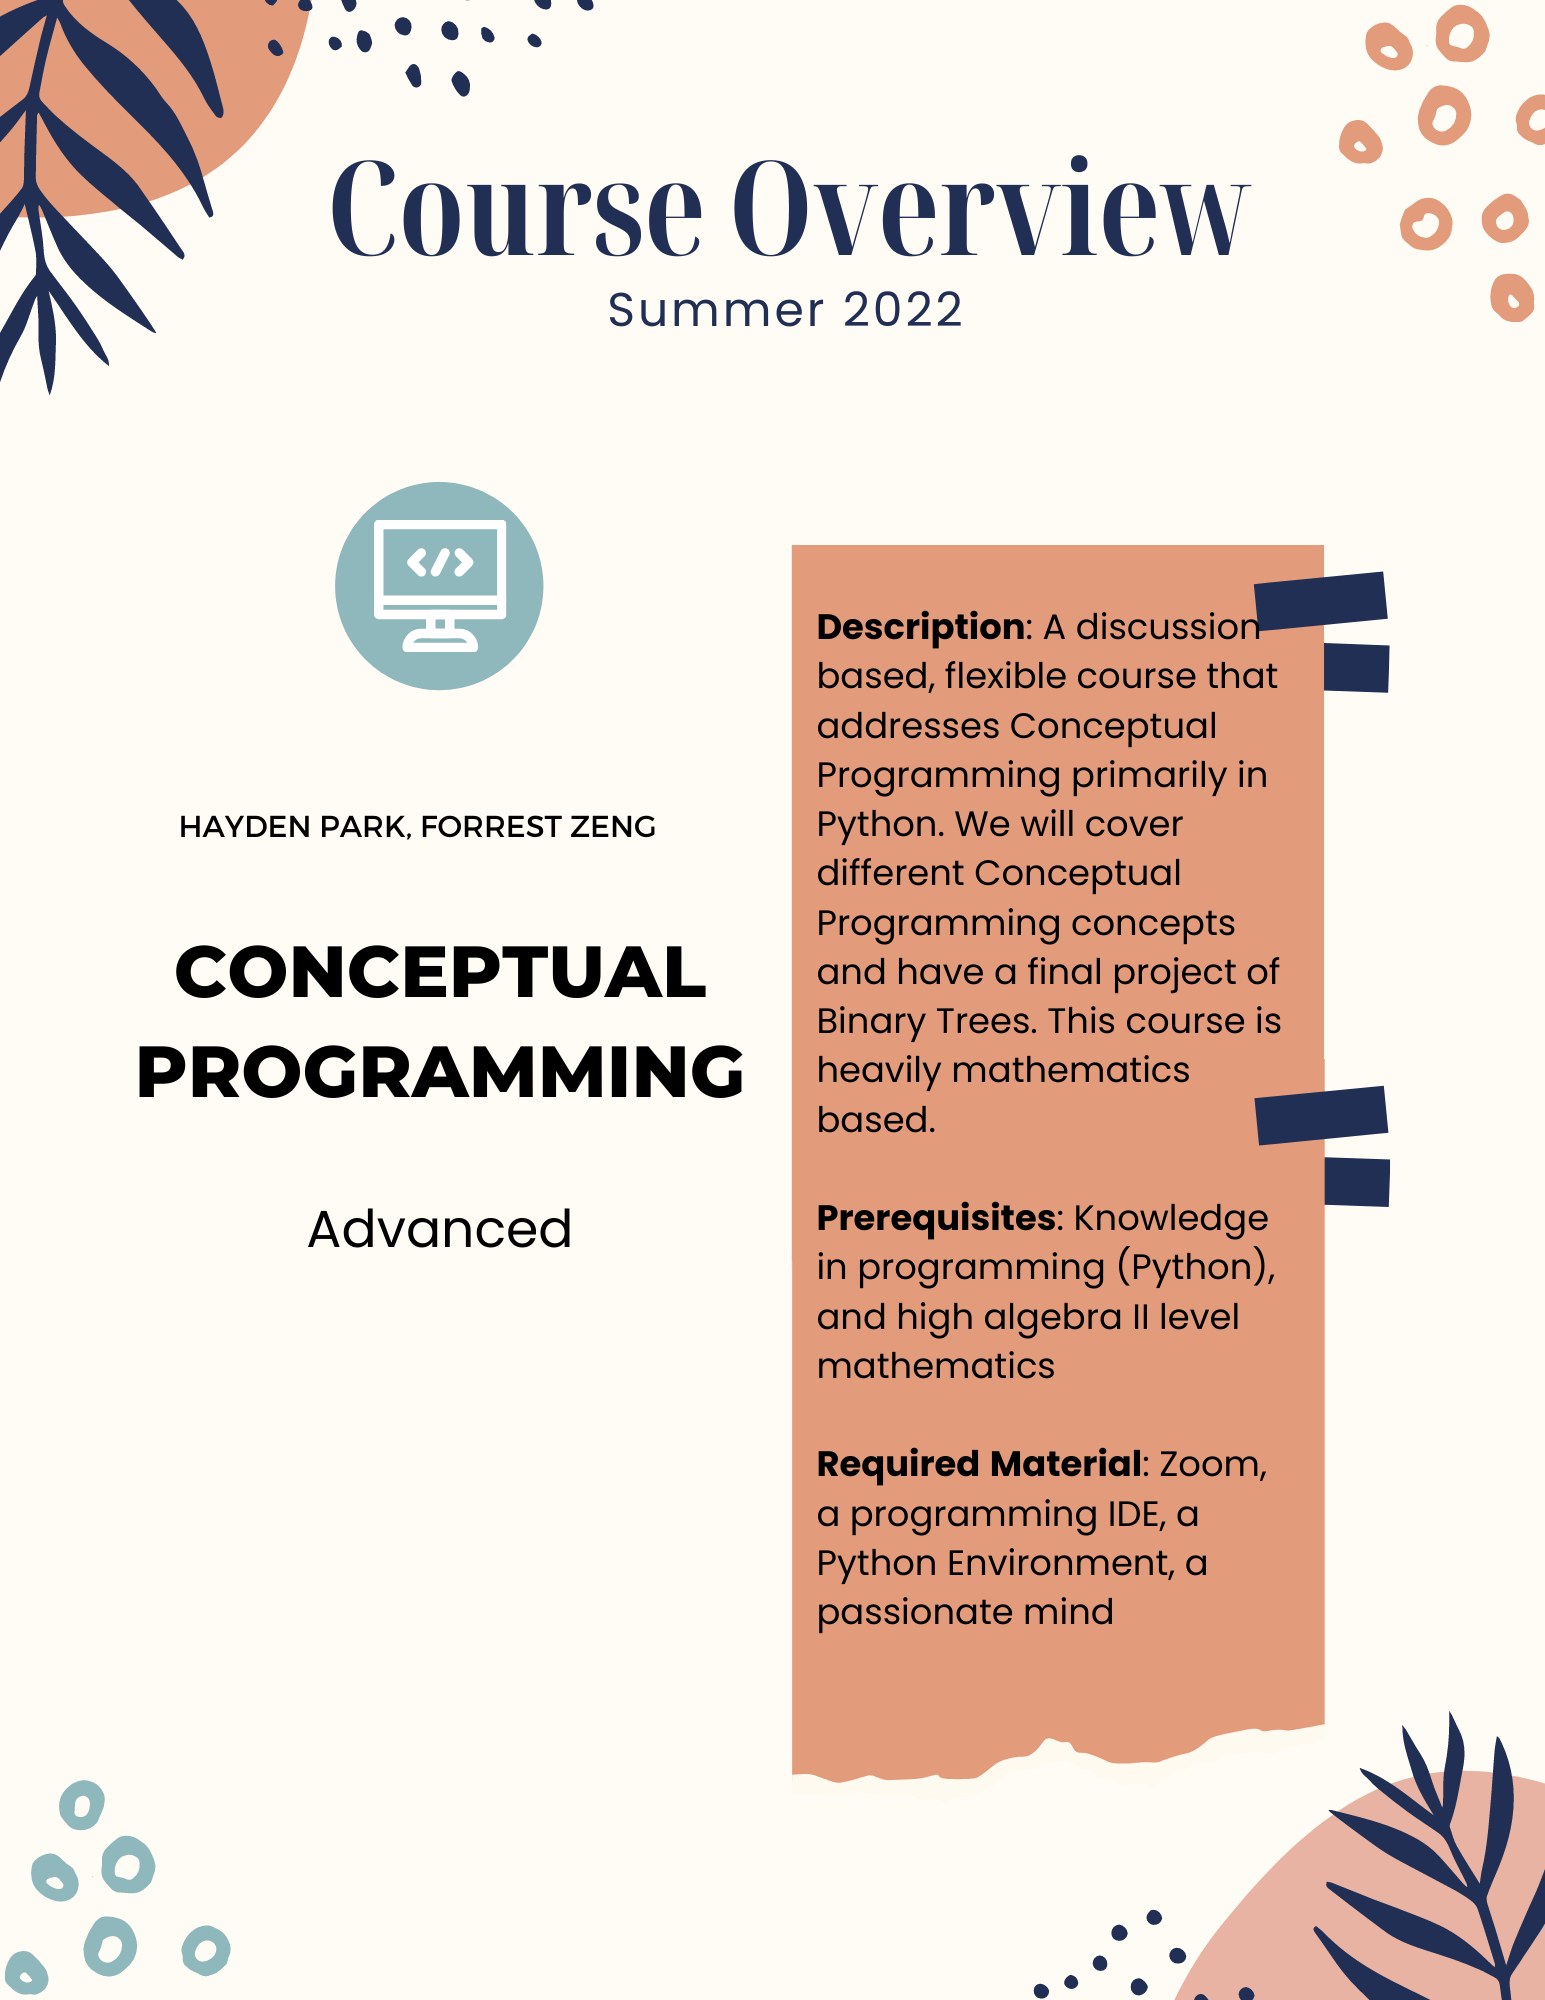 Course Overview
Summer 2022
</>
HAYDEN PARK, FORREST ZENG
CONCEPTUAL
PROGRAMMING
Advanced
Description: A discussion
based, flexible course that
addresses Conceptual
Programming primarily in
Python. We will cover
different Conceptual
Programming concepts
and have a final project of
Binary Trees. This course is
heavily mathematics
based.
Prerequisites: Knowledge
in programming (Python),
and high algebra II level
mathematics
Required Material: Zoom,
a programming IDE, a
Python Environment, a
passionate mind